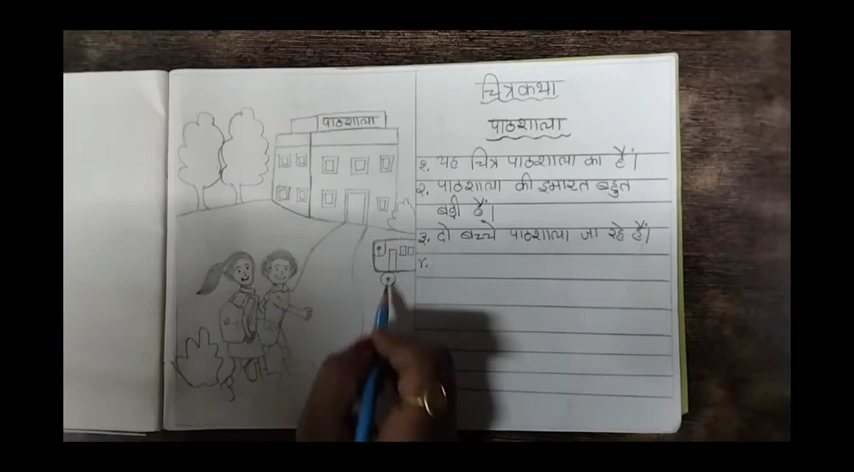 पाठशाला
चित्रकथा
पाठशाला
१. यह चित्र पाठशाला का है।
२. पाठशाला की इमारत बहुत
बडी हैं।
३. दो बच्चे पाठशाला जा रहे हैं।
४.